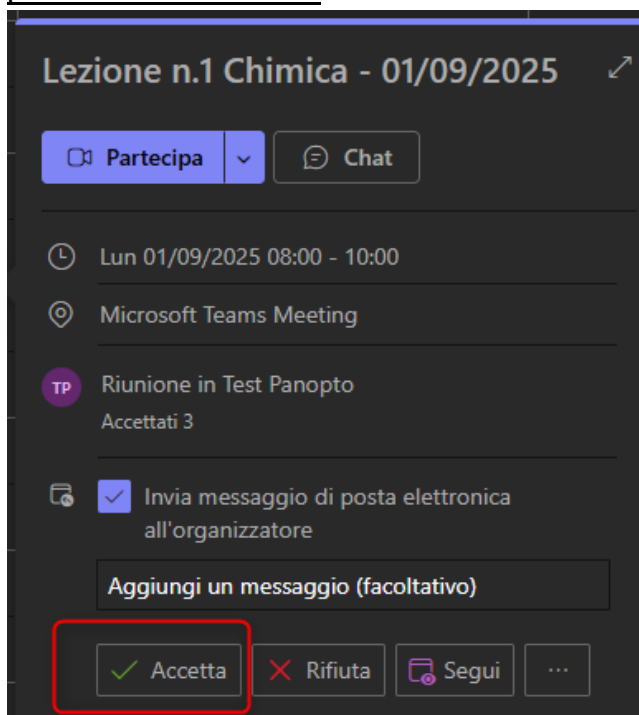 Lezione n.1 Chimica - 01/09/2025
Partecipa
Chat
Lun 01/09/2025 08:00 - 10:00
Microsoft Teams Meeting
TP
Riunione in Test Panopto
Accettati 3
Invia messaggio di posta elettronica
all'organizzatore
Aggiungi un messaggio (facoltativo)
Accetta
Rifiuta
Segui
...